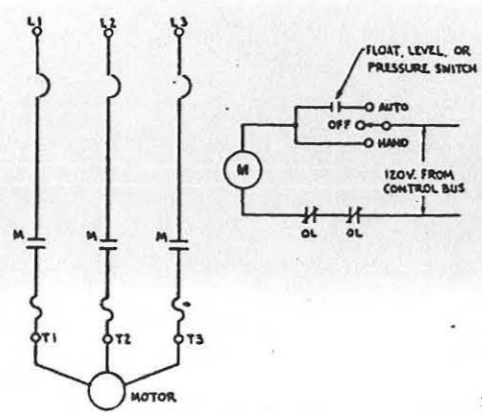 L1 L2 L3
FLOAT, LEVEL, OR
PRESSURE SWITCH
AUTO
OFF
HAND
M
120V. FROM
CONTROL BUS
OL OL
M M M
T1 T2 T3
MOTOR